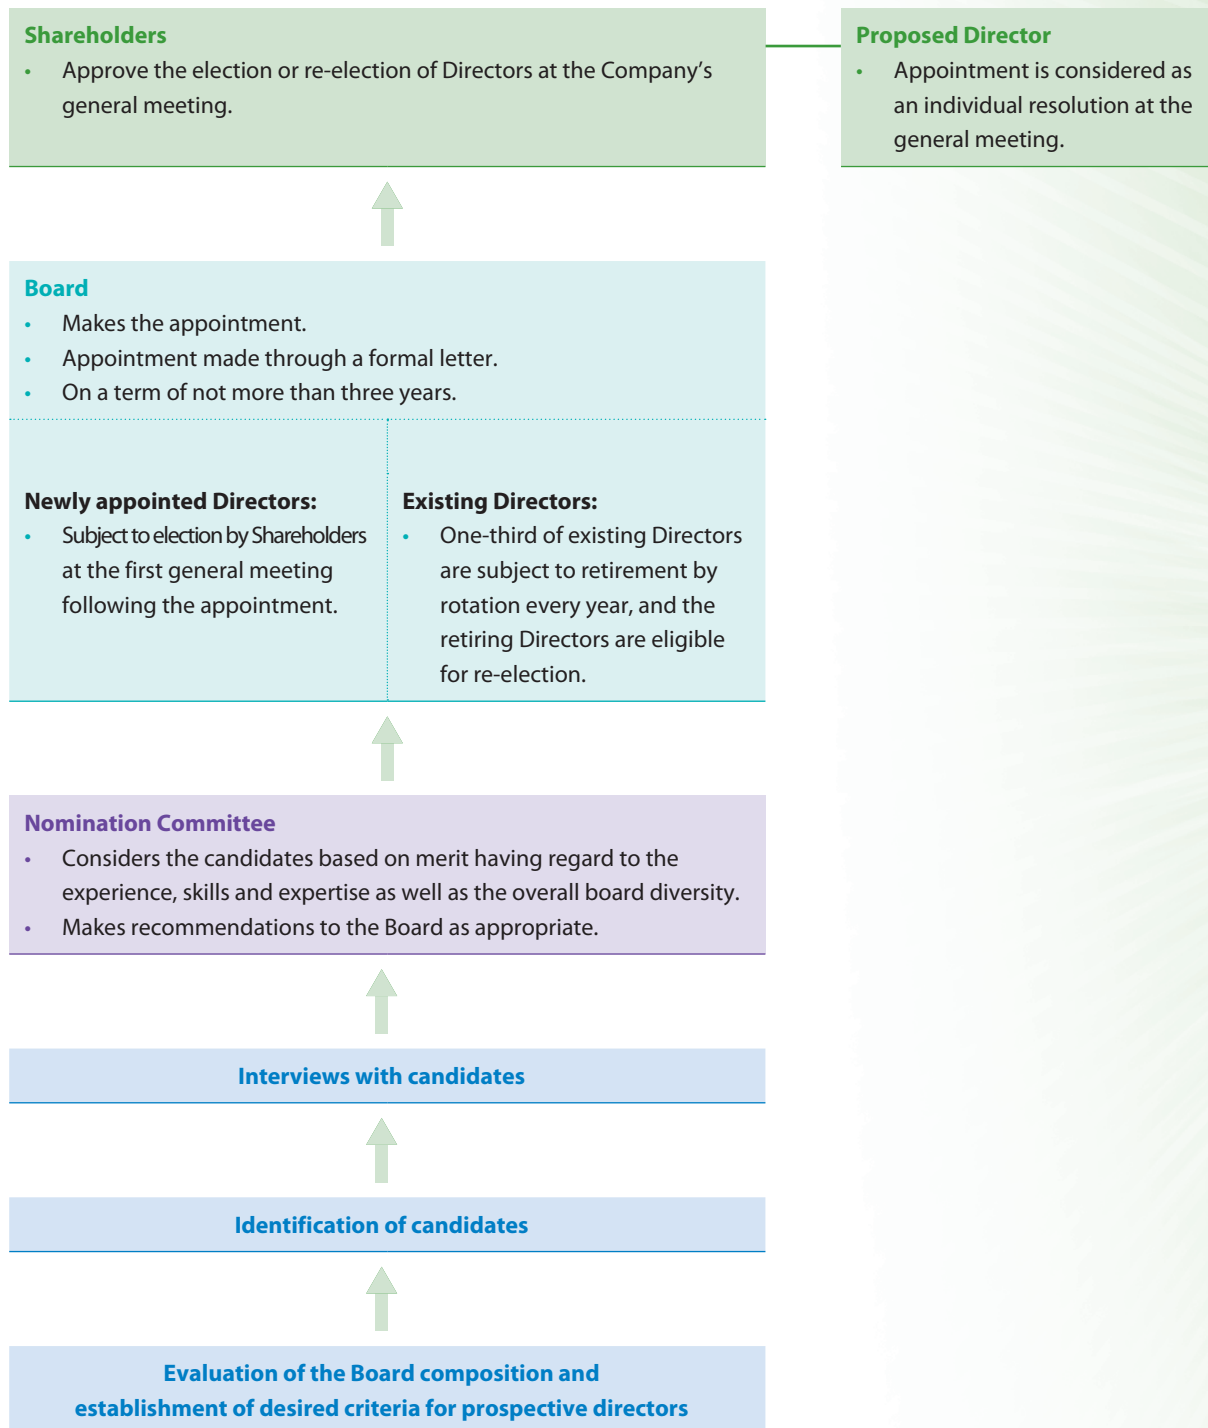 Shareholders
• Approve the election or re-election of Directors at the Company's
general meeting.
Proposed Director
• Appointment is considered as
an individual resolution at the
general meeting.
Board
• Makes the appointment.
• Appointment made through a formal letter.
• On a term of not more than three years.
Newly appointed Directors:
• Subject to election by Shareholders
at the first general meeting
following the appointment.
Existing Directors:
• One-third of existing Directors
are subject to retirement by
rotation every year, and the
retiring Directors are eligible
for re-election.
Nomination Committee
• Considers the candidates based on merit having regard to the
experience, skills and expertise as well as the overall board diversity.
• Makes recommendations to the Board as appropriate.
Interviews with candidates
Identification of candidates
Evaluation of the Board composition and
establishment of desired criteria for prospective directors